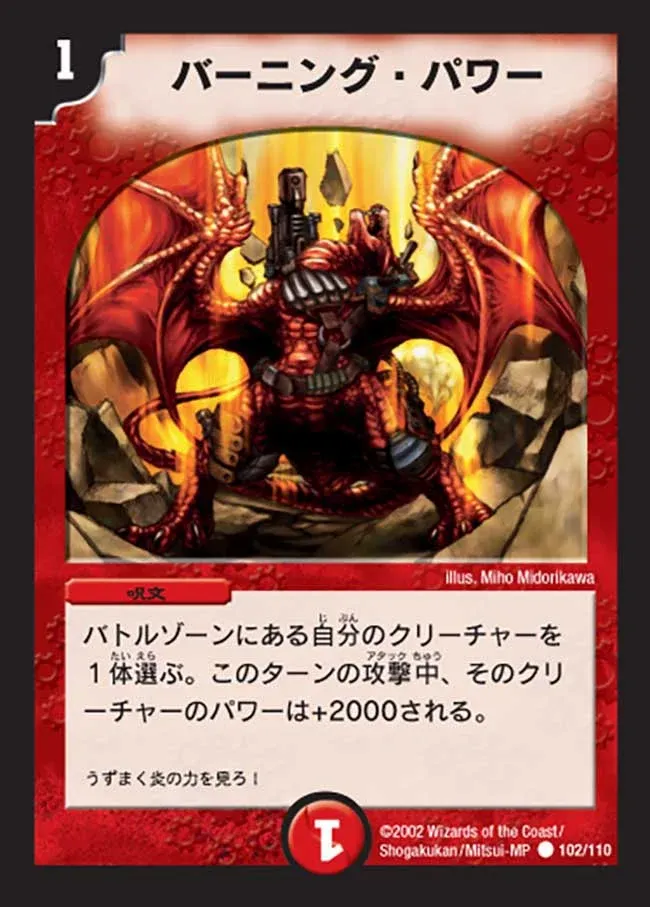 1
バーニング・パワー
illus. Miho Midorikawa
呪文
バトルゾーンにある自分のクリーチャーを
1体選ぶ。このターンの攻撃中、そのクリ
ーチャーのパワーは+2000される。
うずまく炎の力を見ろ！
1
©2002 Wizards of the Coast/
Shogakukan/Mitsui-MP 102/110